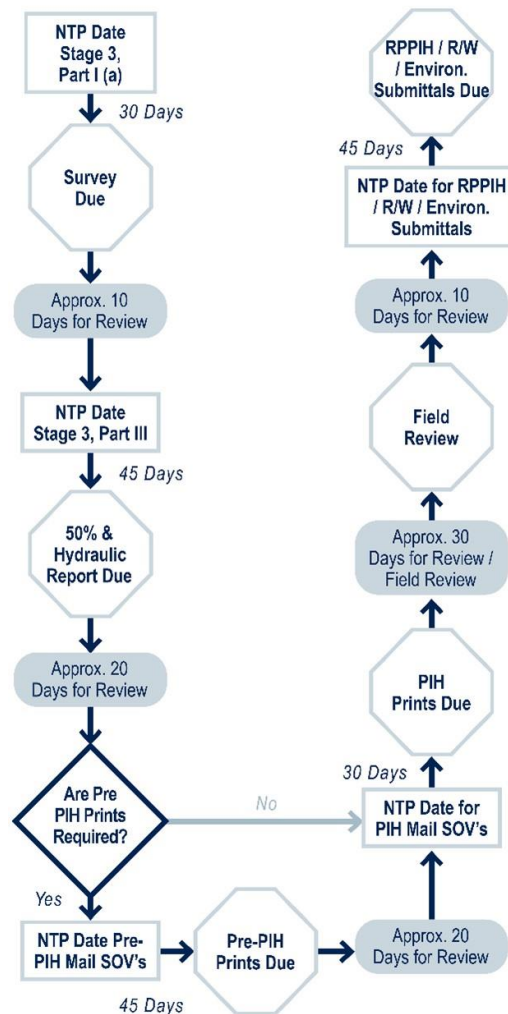 NTP Date
Stage 3,
Part I (a)
30 Days
Survey
Due
Approx. 10
Days for Review
NTP Date
Stage 3, Part III
45 Days
50% &
Hydraulic
Report Due
Approx. 20
Days for Review
Are Pre
PIH Prints
Required?
No
Yes
NTP Date Pre-
PIH Mail SOV's
45 Days
Pre-PIH
Prints Due
Approx. 20
Days for Review
NTP Date for
PIH Mail SOV's
30 Days
PIH
Prints Due
Approx. 30
Days for Review /
Field Review
Field
Review
Approx. 10
Days for Review
NTP Date for RPPIH
/ R/W / Environ.
Submittals
45 Days
RPPIH / R/W
/ Environ.
Submittals Due